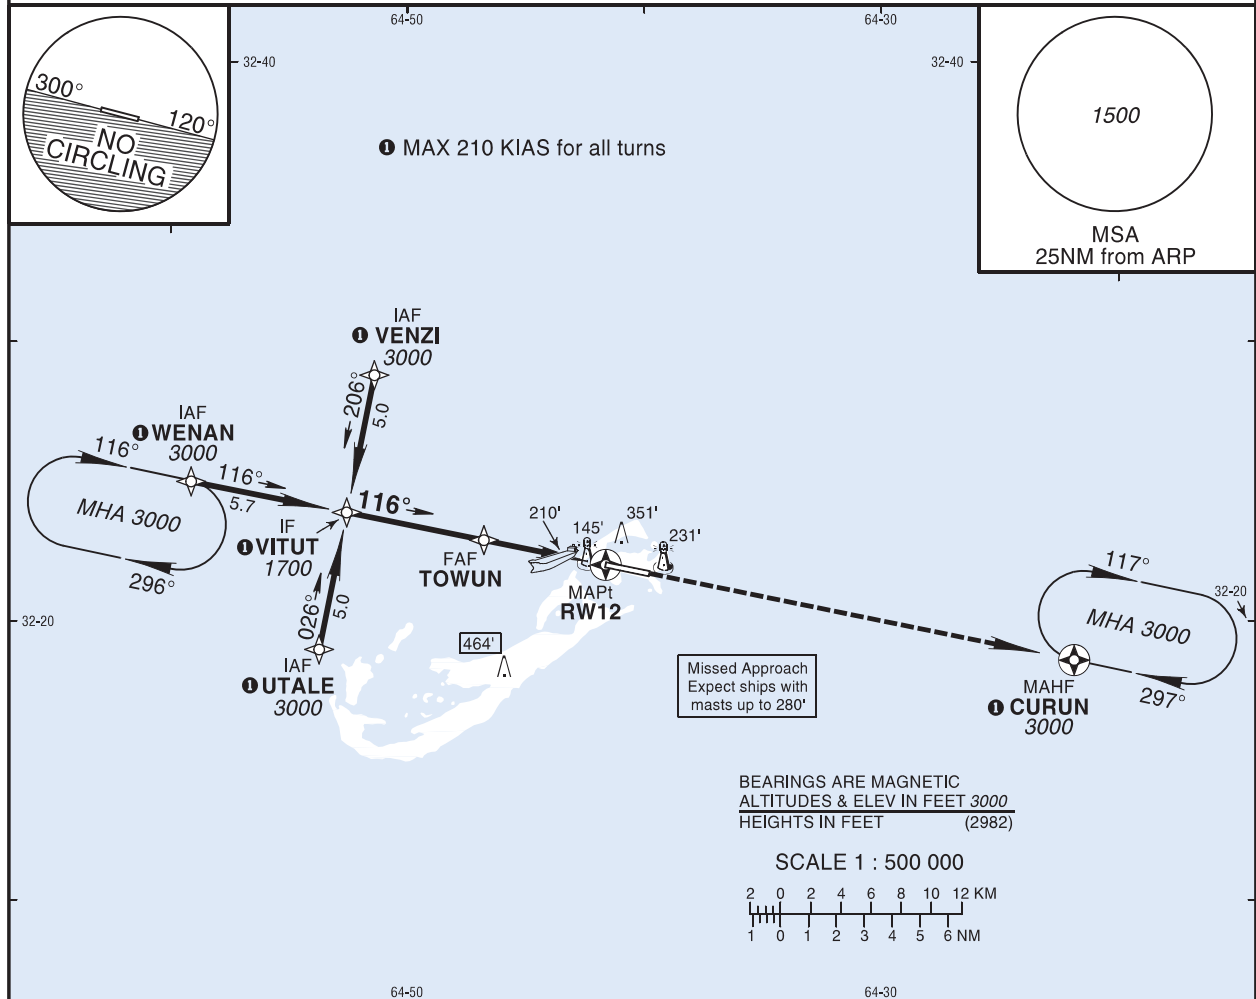 64-50
64-30
300°
120°
NO
CIRCLING
32-40
32-40
1500
MSA
25NM from ARP
❶ MAX 210 KIAS for all turns
IAF
❶ VENZI
3000
206°
5.0
IAF
❶ WENAN
3000
116°
116°
5.7
MHA 3000
296°
IF
❶ VITUT
1700
116°
FAF
TOWUN
210'
145'
351'
231'
MAPt
RW12
026°
5.0
IAF
❶ UTALE
3000
32-20
464'
Missed Approach
Expect ships with
masts up to 280'
117°
MHA 3000
297°
32-20
MAHF
❶ CURUN
3000
BEARINGS ARE MAGNETIC
ALTITUDES & ELEV IN FEET 3000
HEIGHTS IN FEET (2982)
SCALE 1 : 500 000
2 0 2 4 6 8 10 12 KM
1 0 1 2 3 4 5 6 NM
64-50
64-30